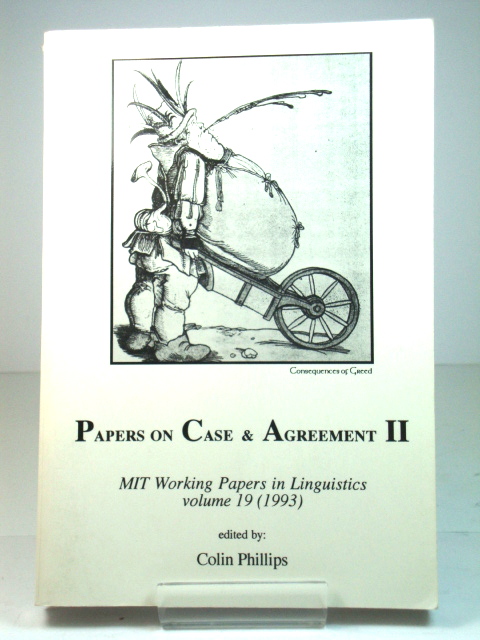 Consequences of Greed
PAPERS ON CASE & AGREEMENT II
MIT Working Papers in Linguistics
volume 19 (1993)
edited by:
Colin Phillips